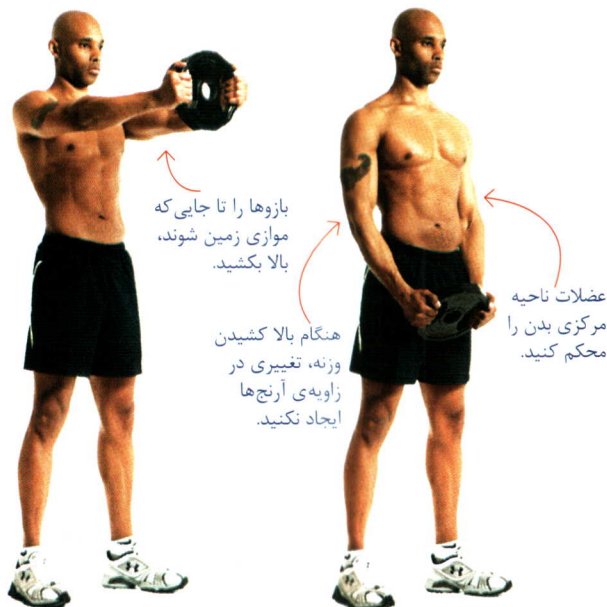 بازوها را تا جایی‌که
موازی زمین شوند،
بالا بکشید.
عضلات ناحیه
مرکزی بدن را
محکم کنید.
هنگام بالا کشیدن
وزنه، تغییری در
زاویه‌ی آرنج‌ها
ایجاد نکنید.